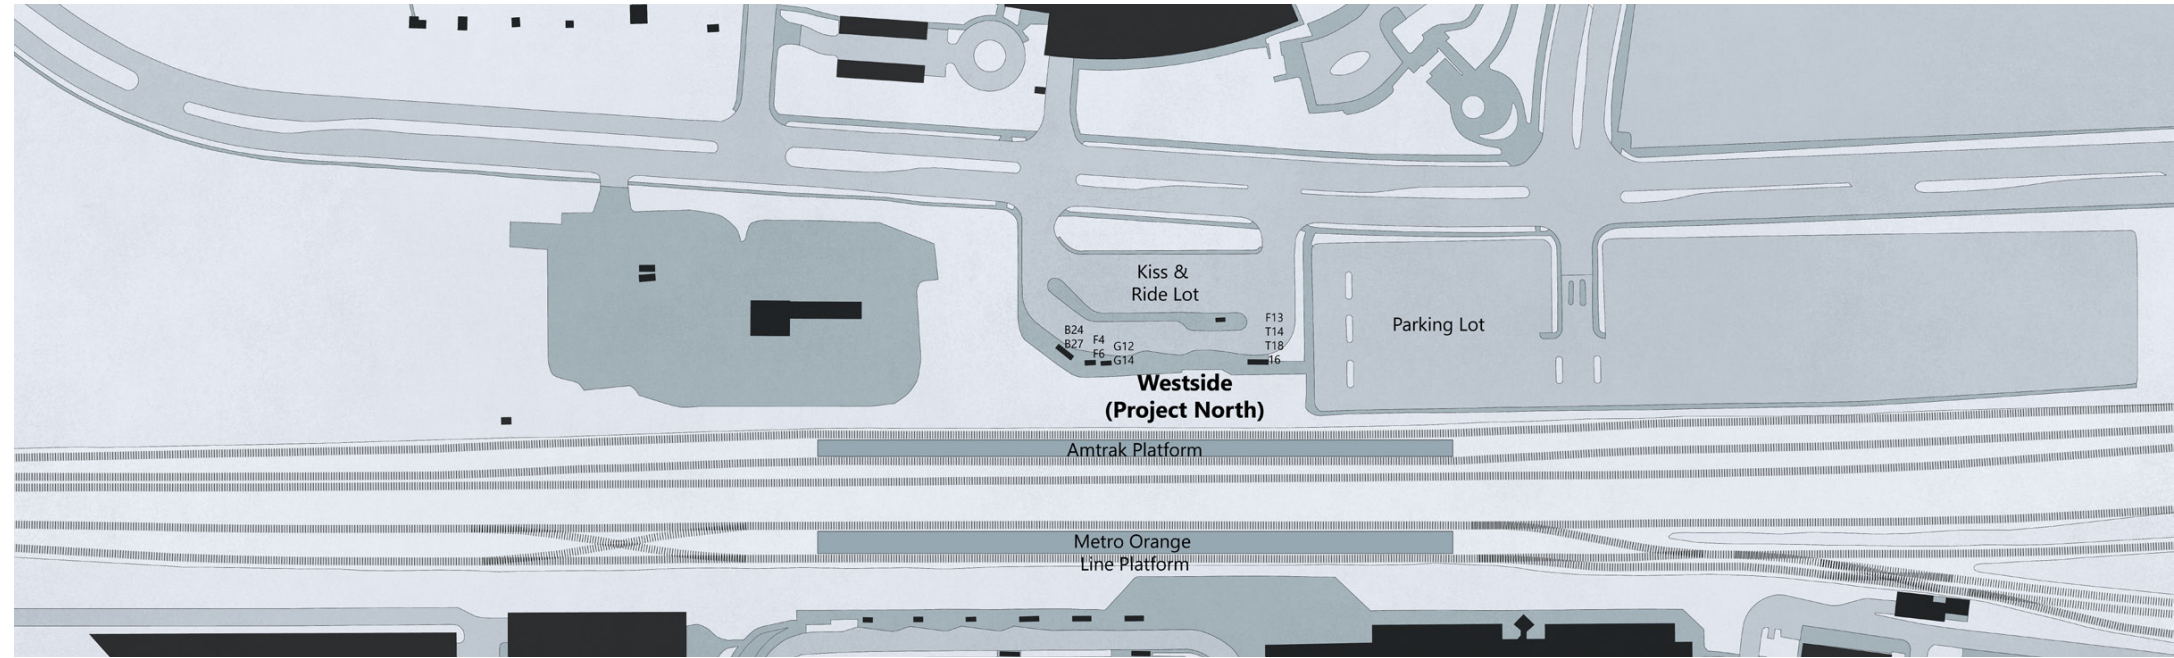 Kiss &
Ride Lot
F13
T14
T18
16
B24
B27
F4
F6
G12
G14
Parking Lot
Westside
(Project North)
Amtrak Platform
Metro Orange
Line Platform